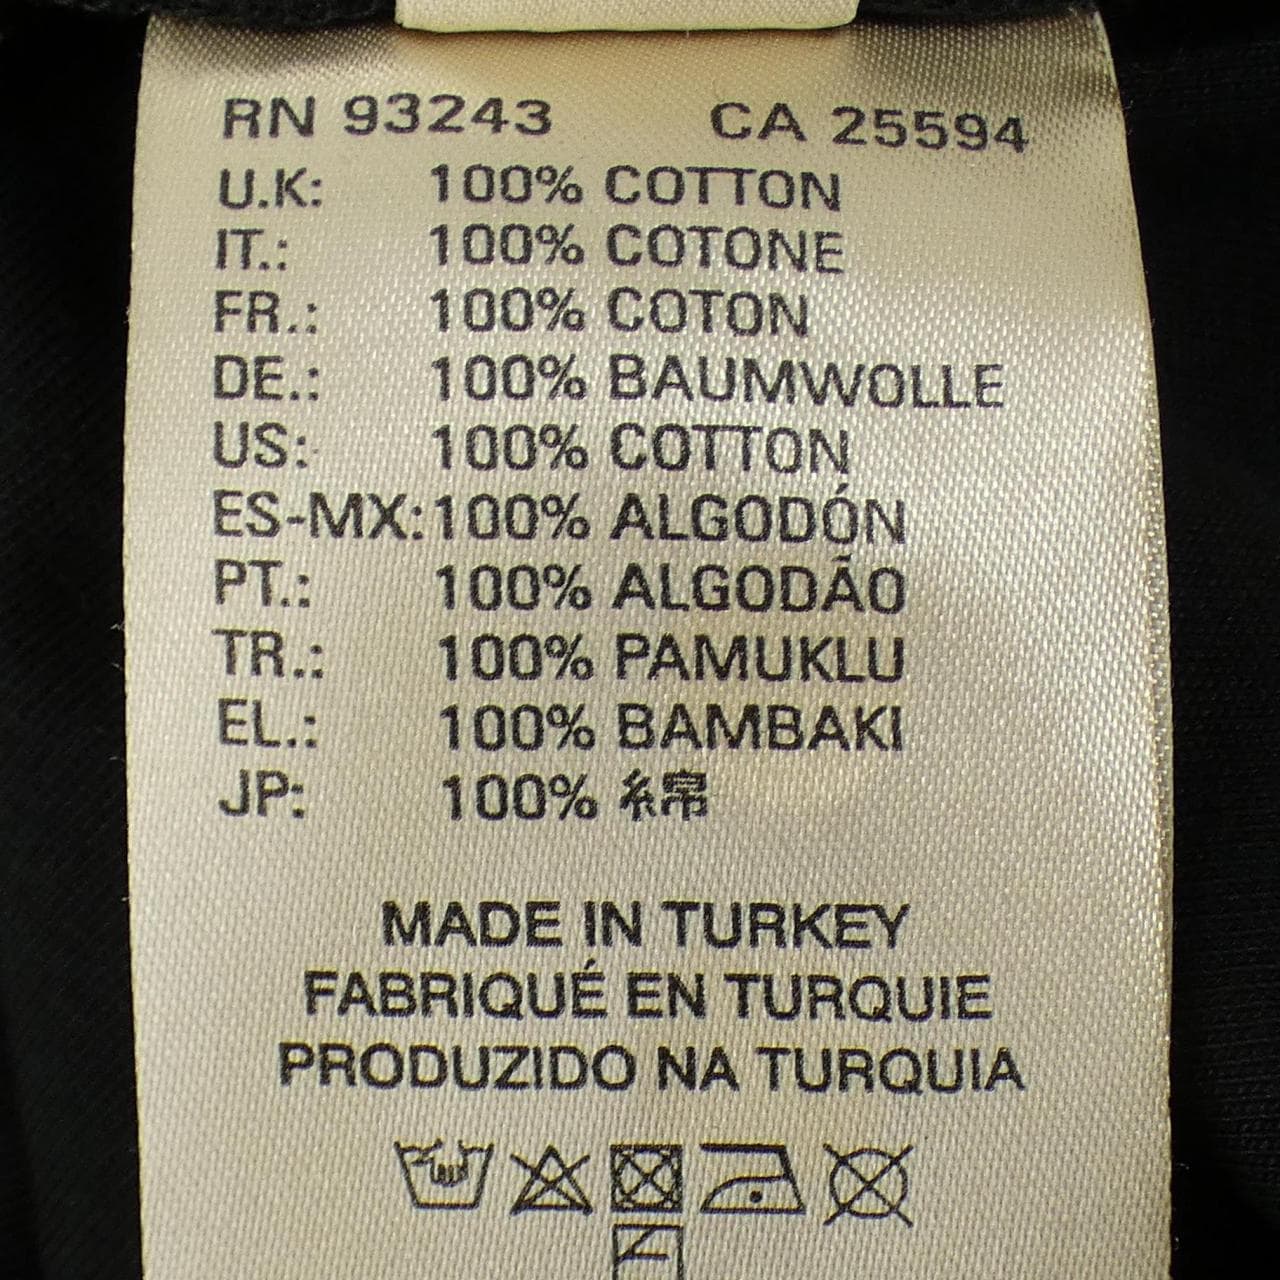 RN 93243 CA 25594
U.K: 100% COTTON
IT.: 100% COTONE
FR.: 100% COTON
DE.: 100% BAUMWOLLE
US: 100% COTTON
ES-MX: 100% ALGODÓN
PT.: 100% ALGODÃO
TR.: 100% PAMUKLU
EL.: 100% BAMBAKI
JP: 100% 綿
MADE IN TURKEY
FABRIQUÉ EN TURQUIE
PRODUZIDO NA TURQUIA